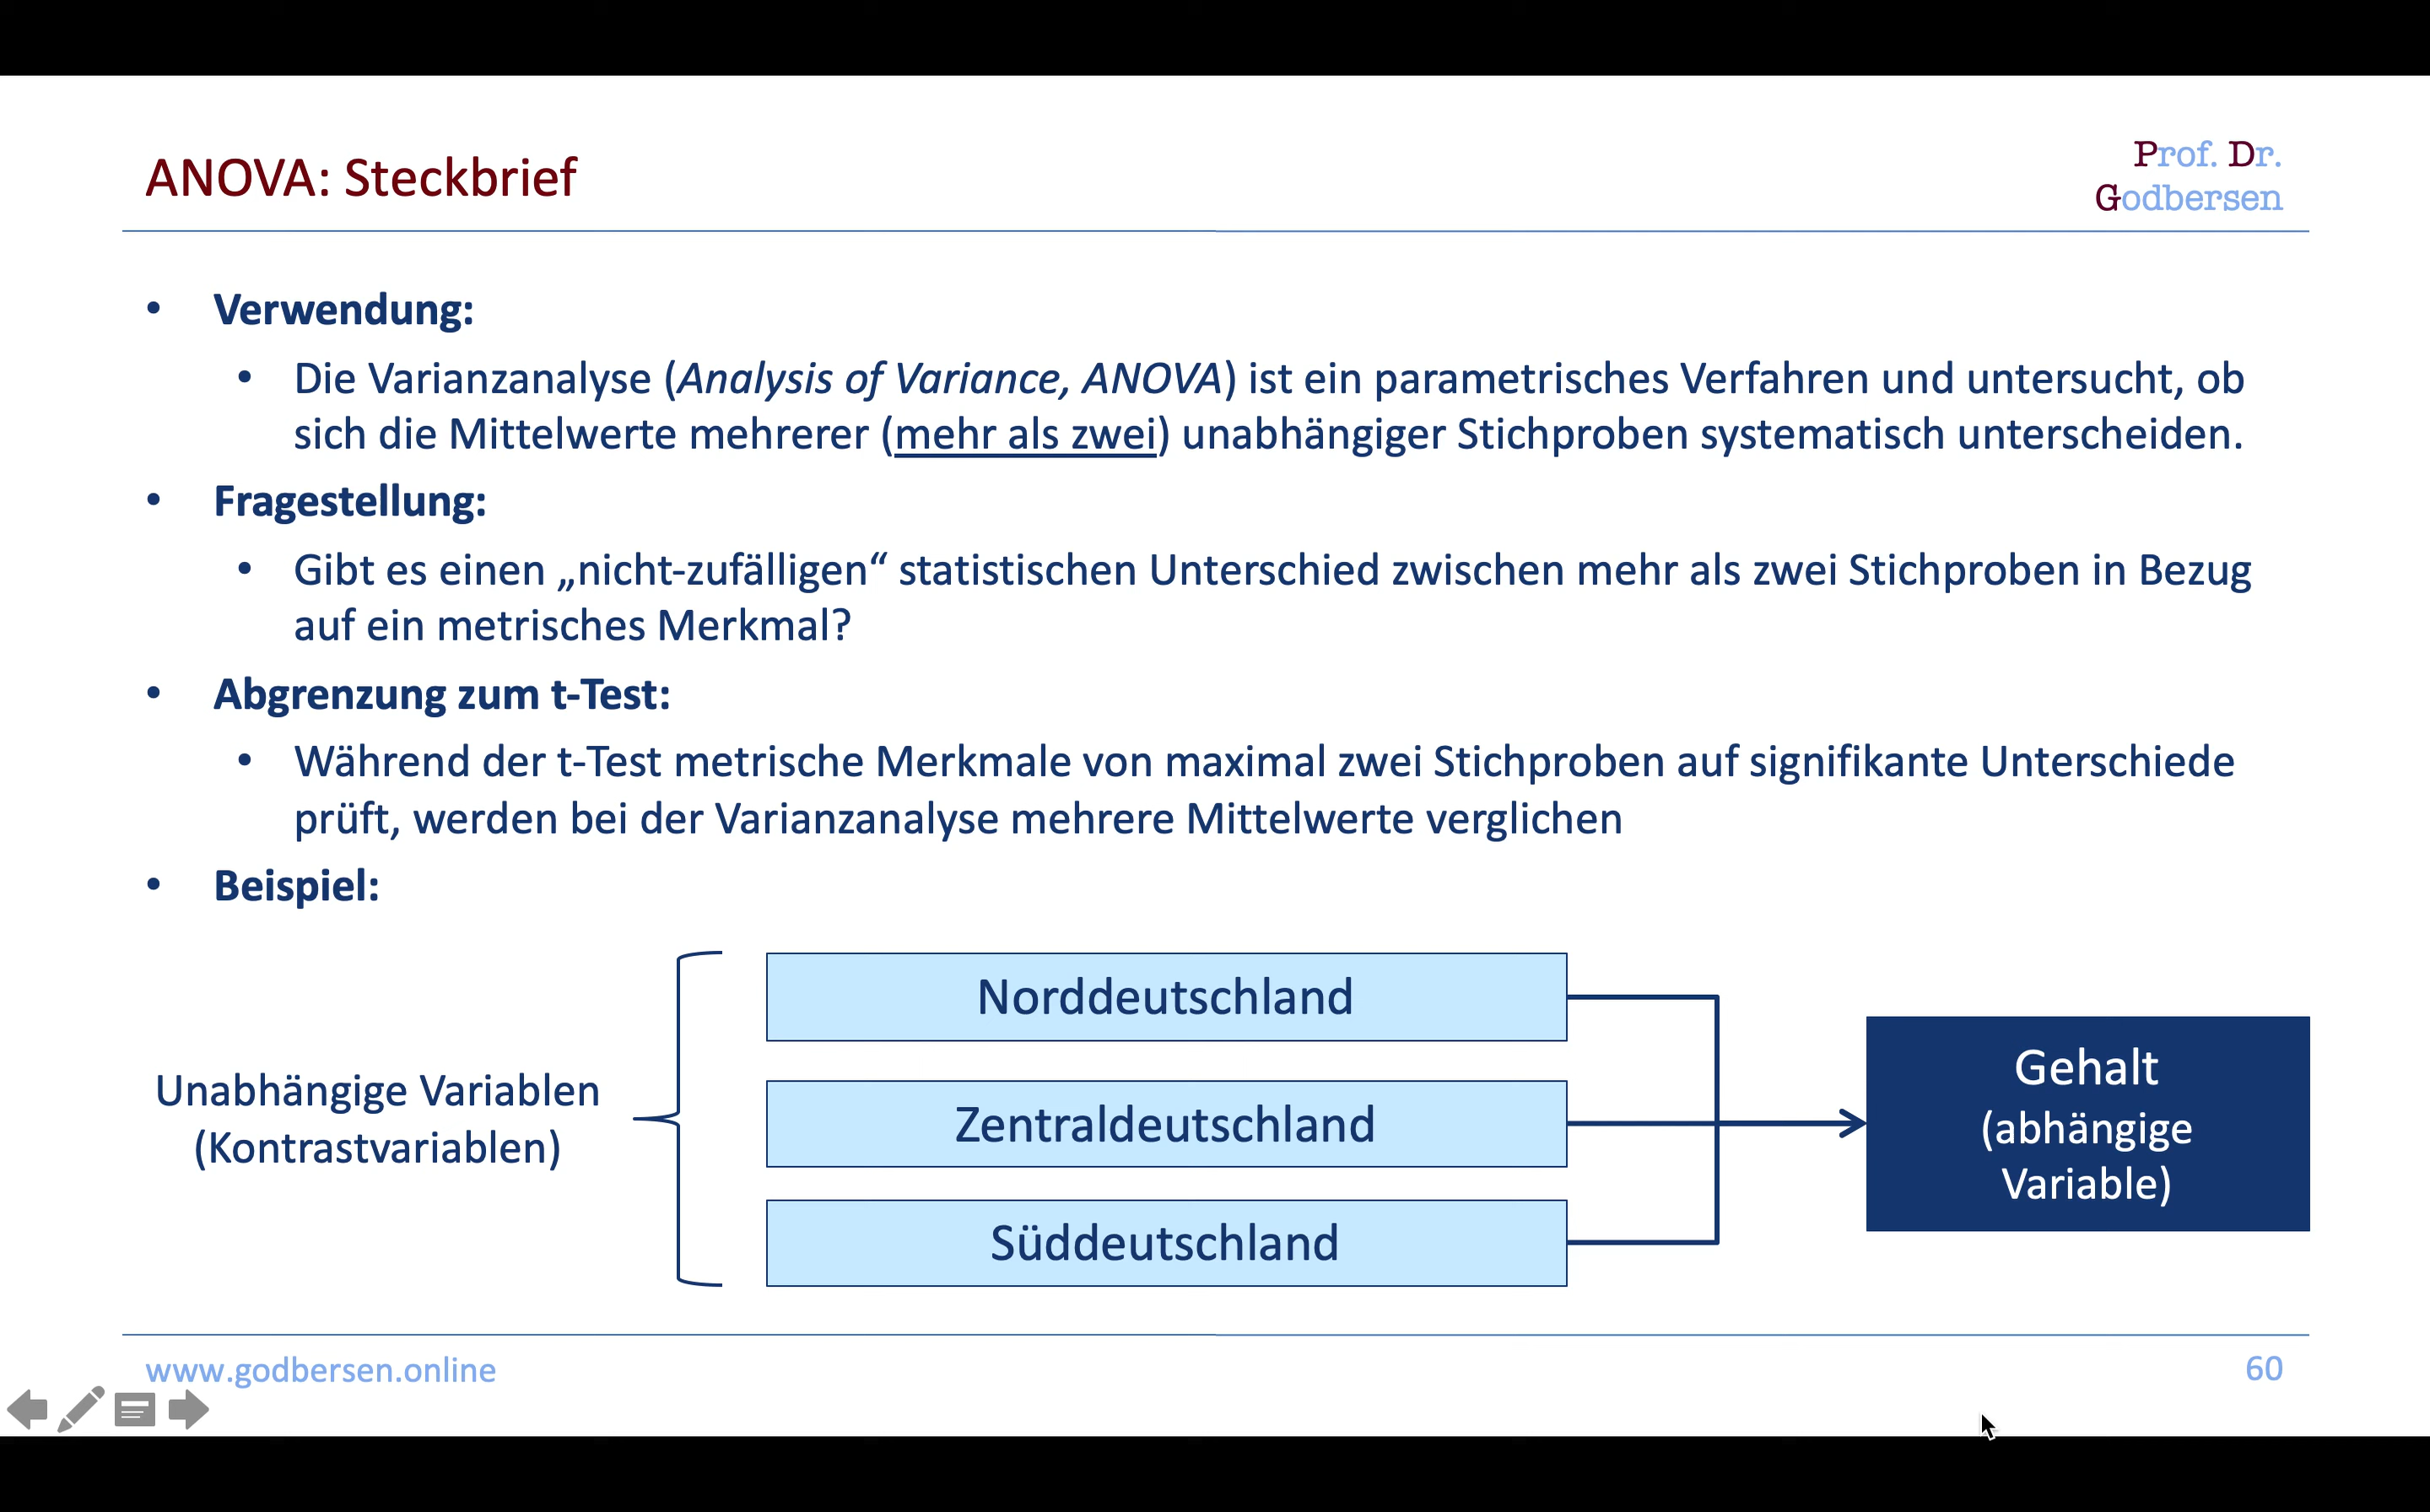 ANOVA: Steckbrief
Prof. Dr.
Godbersen
• Verwendung:
• Die Varianzanalyse (Analysis of Variance, ANOVA) ist ein parametrisches Verfahren und untersucht, ob
sich die Mittelwerte mehrerer (mehr als zwei) unabhängiger Stichproben systematisch unterscheiden.
• Fragestellung:
• Gibt es einen „nicht-zufälligen“ statistischen Unterschied zwischen mehr als zwei Stichproben in Bezug
auf ein metrisches Merkmal?
• Abgrenzung zum t-Test:
• Während der t-Test metrische Merkmale von maximal zwei Stichproben auf signifikante Unterschiede
prüft, werden bei der Varianzanalyse mehrere Mittelwerte verglichen
• Beispiel:
Unabhängige Variablen
(Kontrastvariablen)
Norddeutschland
Zentraldeutschland
Süddeutschland
Gehalt
(abhängige
Variable)
www.godbersen.online
60